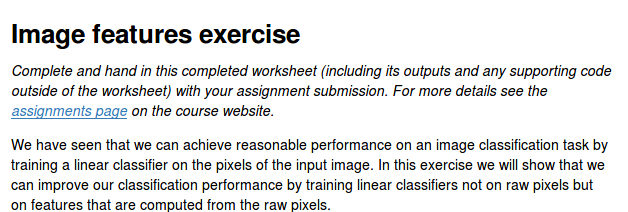 Image features exercise
Complete and hand in this completed worksheet (including its outputs and any supporting code
outside of the worksheet) with your assignment submission. For more details see the
assignments page on the course website.
We have seen that we can achieve reasonable performance on an image classification task by
training a linear classifier on the pixels of the input image. In this exercise we will show that we
can improve our classification performance by training linear classifiers not on raw pixels but
on features that are computed from the raw pixels.